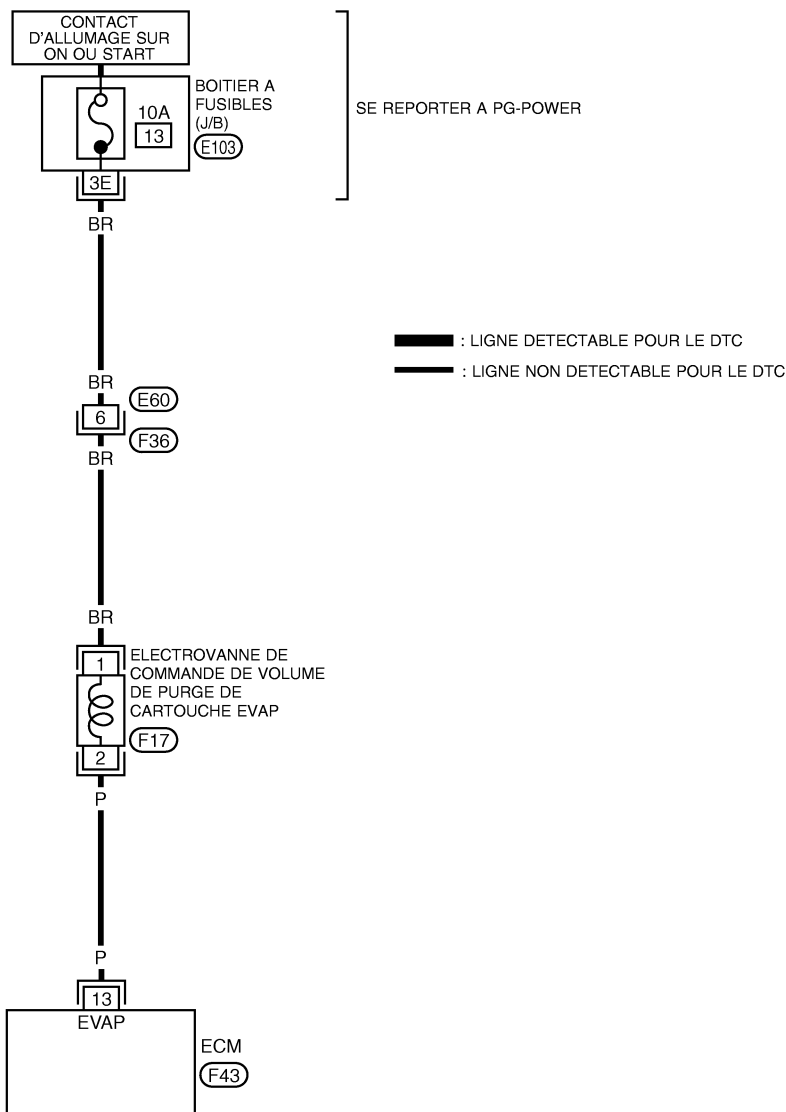 CONTACT
D'ALLUMAGE SUR
ON OU START
BOITIER A
FUSIBLES
(J/B)
E103
10A
13
3E
SE REPORTER A PG-POWER
BR
: LIGNE DETECTABLE POUR LE DTC
: LIGNE NON DETECTABLE POUR LE DTC
BR
E60
6
F36
BR
BR
1
ELECTROVANNE DE
COMMANDE DE VOLUME
DE PURGE DE
CARTOUCHE EVAP
F17
2
P
P
13
EVAP
ECM
F43